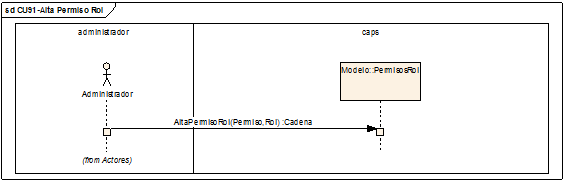 sd CU91-Alta Permiso Rol
administrador
caps
Modelo::PermisosRol
Administrador
AltaPermisoRol(Permiso,Rol) :Cadena
(from Actores)